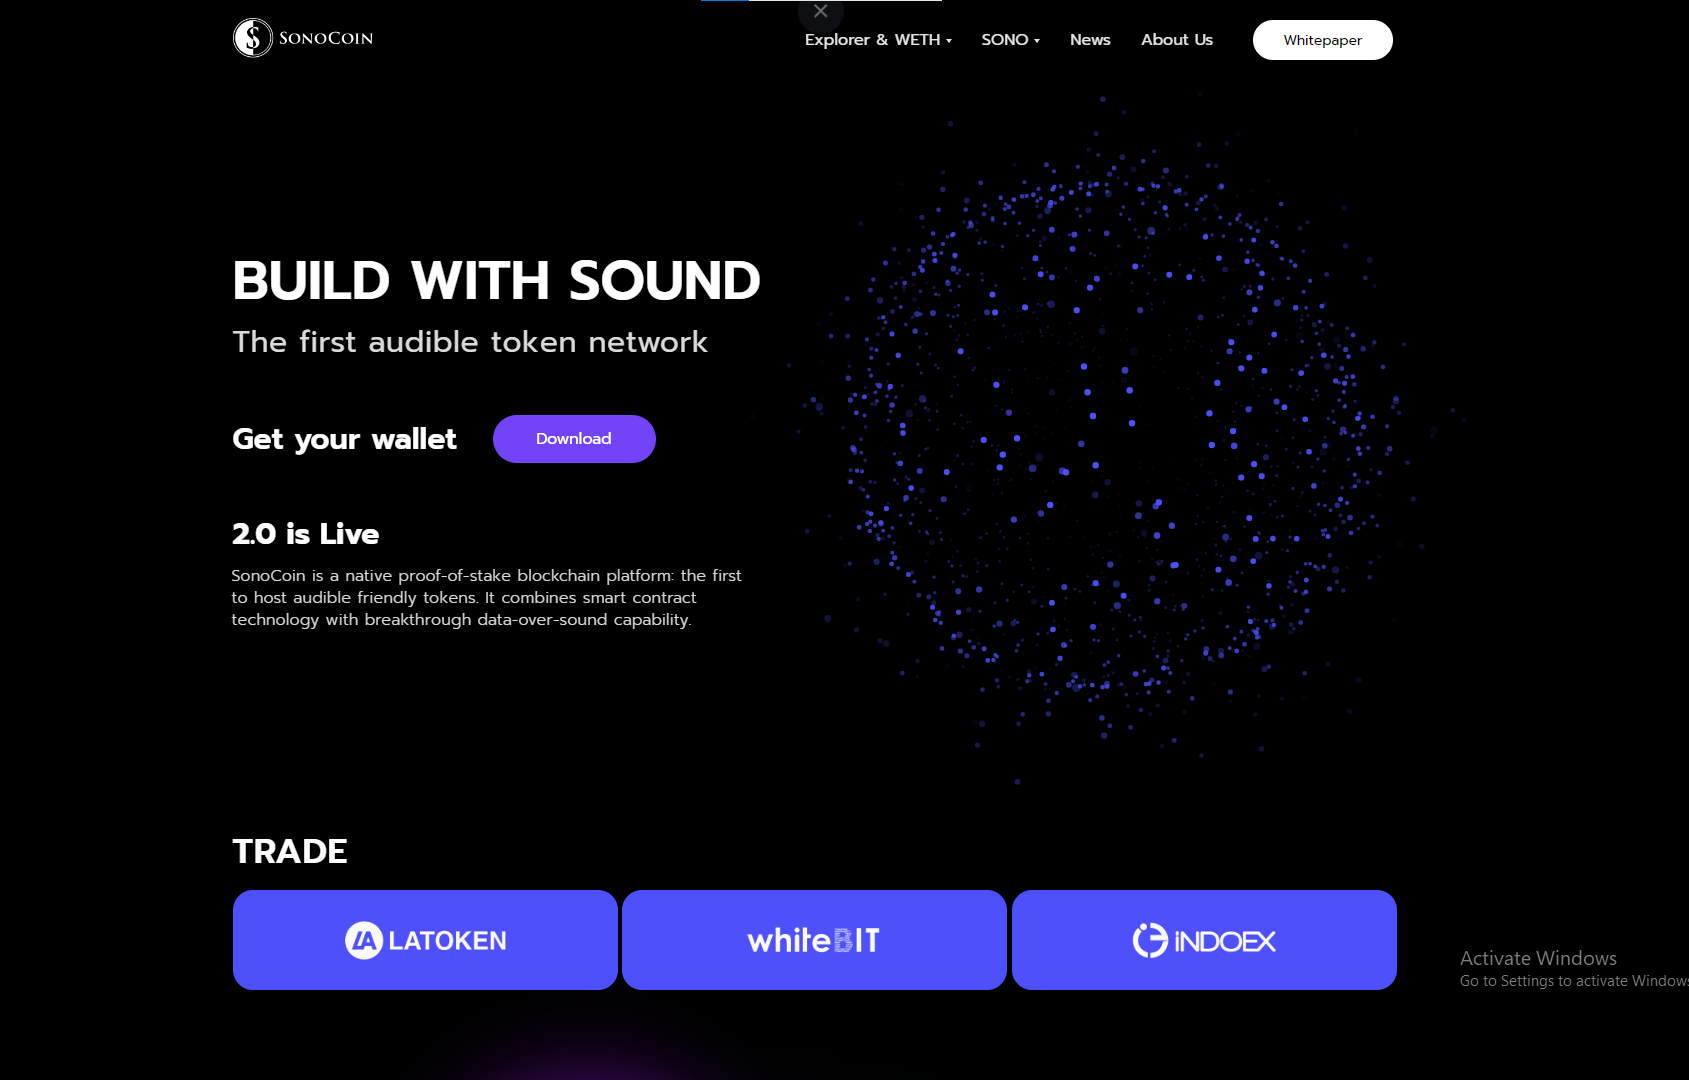 SONOCOIN
Explorer & WETH
SONO
News
About Us
Whitepaper
BUILD WITH SOUND
The first audible token network
Get your wallet
Download
2.0 is Live
SonoCoin is a native proof-of-stake blockchain platform: the first
to host audible friendly tokens. It combines smart contract
technology with breakthrough data-over-sound capability.
TRADE
LATOKEN
whiteBIT
iNDOEX
Activate Windows
Go to Settings to activate Windows